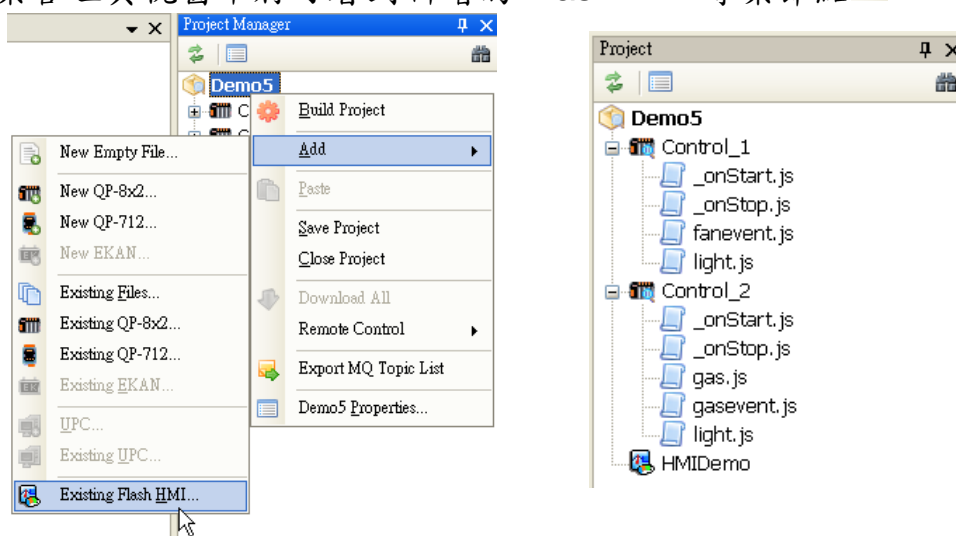 Project Manager
Demo5
Build Project
Add
Paste
Save Project
Close Project
Download All
Remote Control
Export MQ Topic List
Demo5 Properties...
New Empty File...
New QP-8x2...
New QP-712...
New EKAN...
Existing Files...
Existing QP-8x2...
Existing QP-712...
Existing EKAN...
UPC...
Existing UPC...
Existing Flash HMI...
Project
Demo5
Control_1
_onStart.js
_onStop.js
fanevent.js
light.js
Control_2
_onStart.js
_onStop.js
gas.js
gasevent.js
light.js
HMIDemo